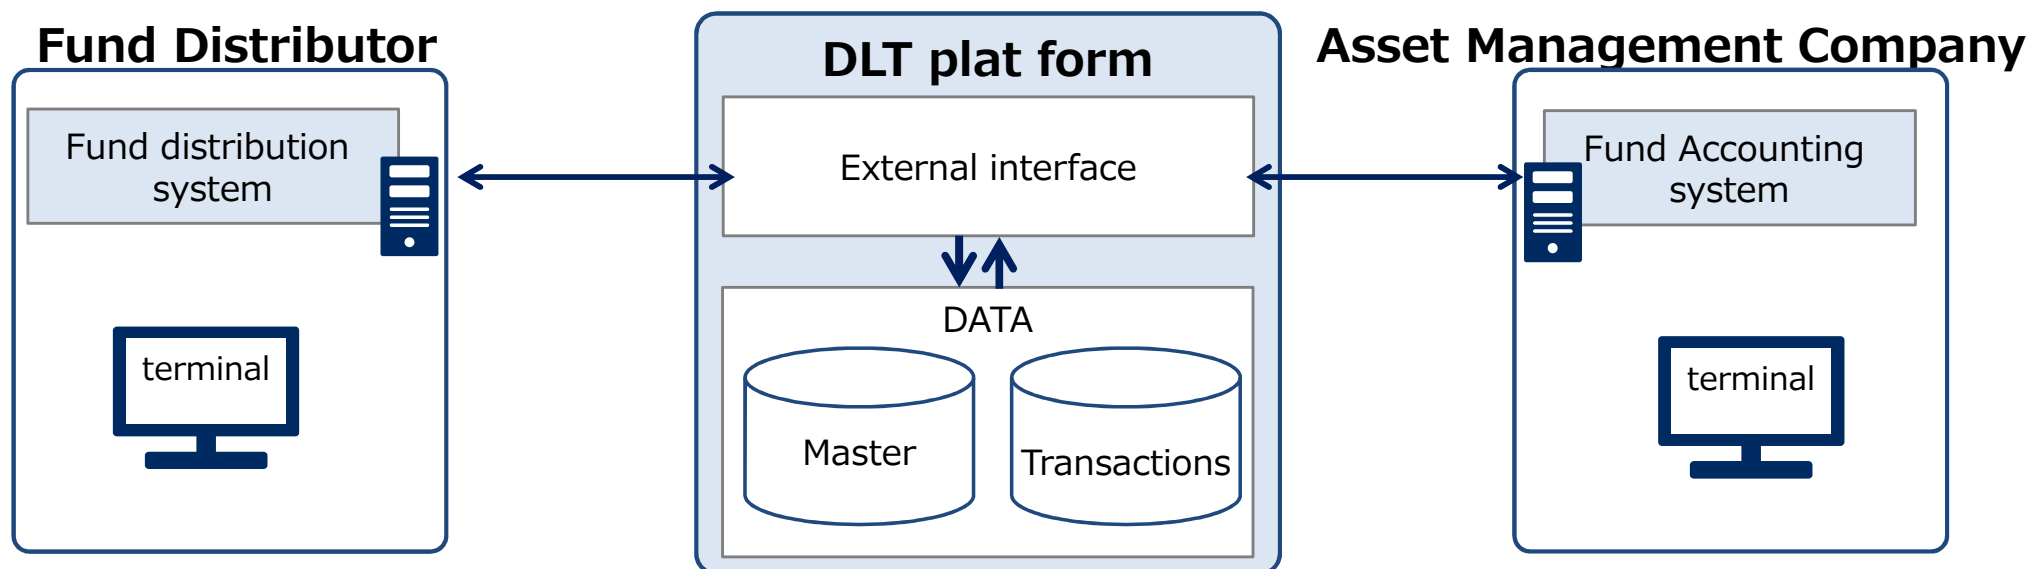 Fund Distributor
Fund distribution
system
terminal
DLT plat form
External interface
DATA
Master
Transactions
Asset Management Company
Fund Accounting
system
terminal